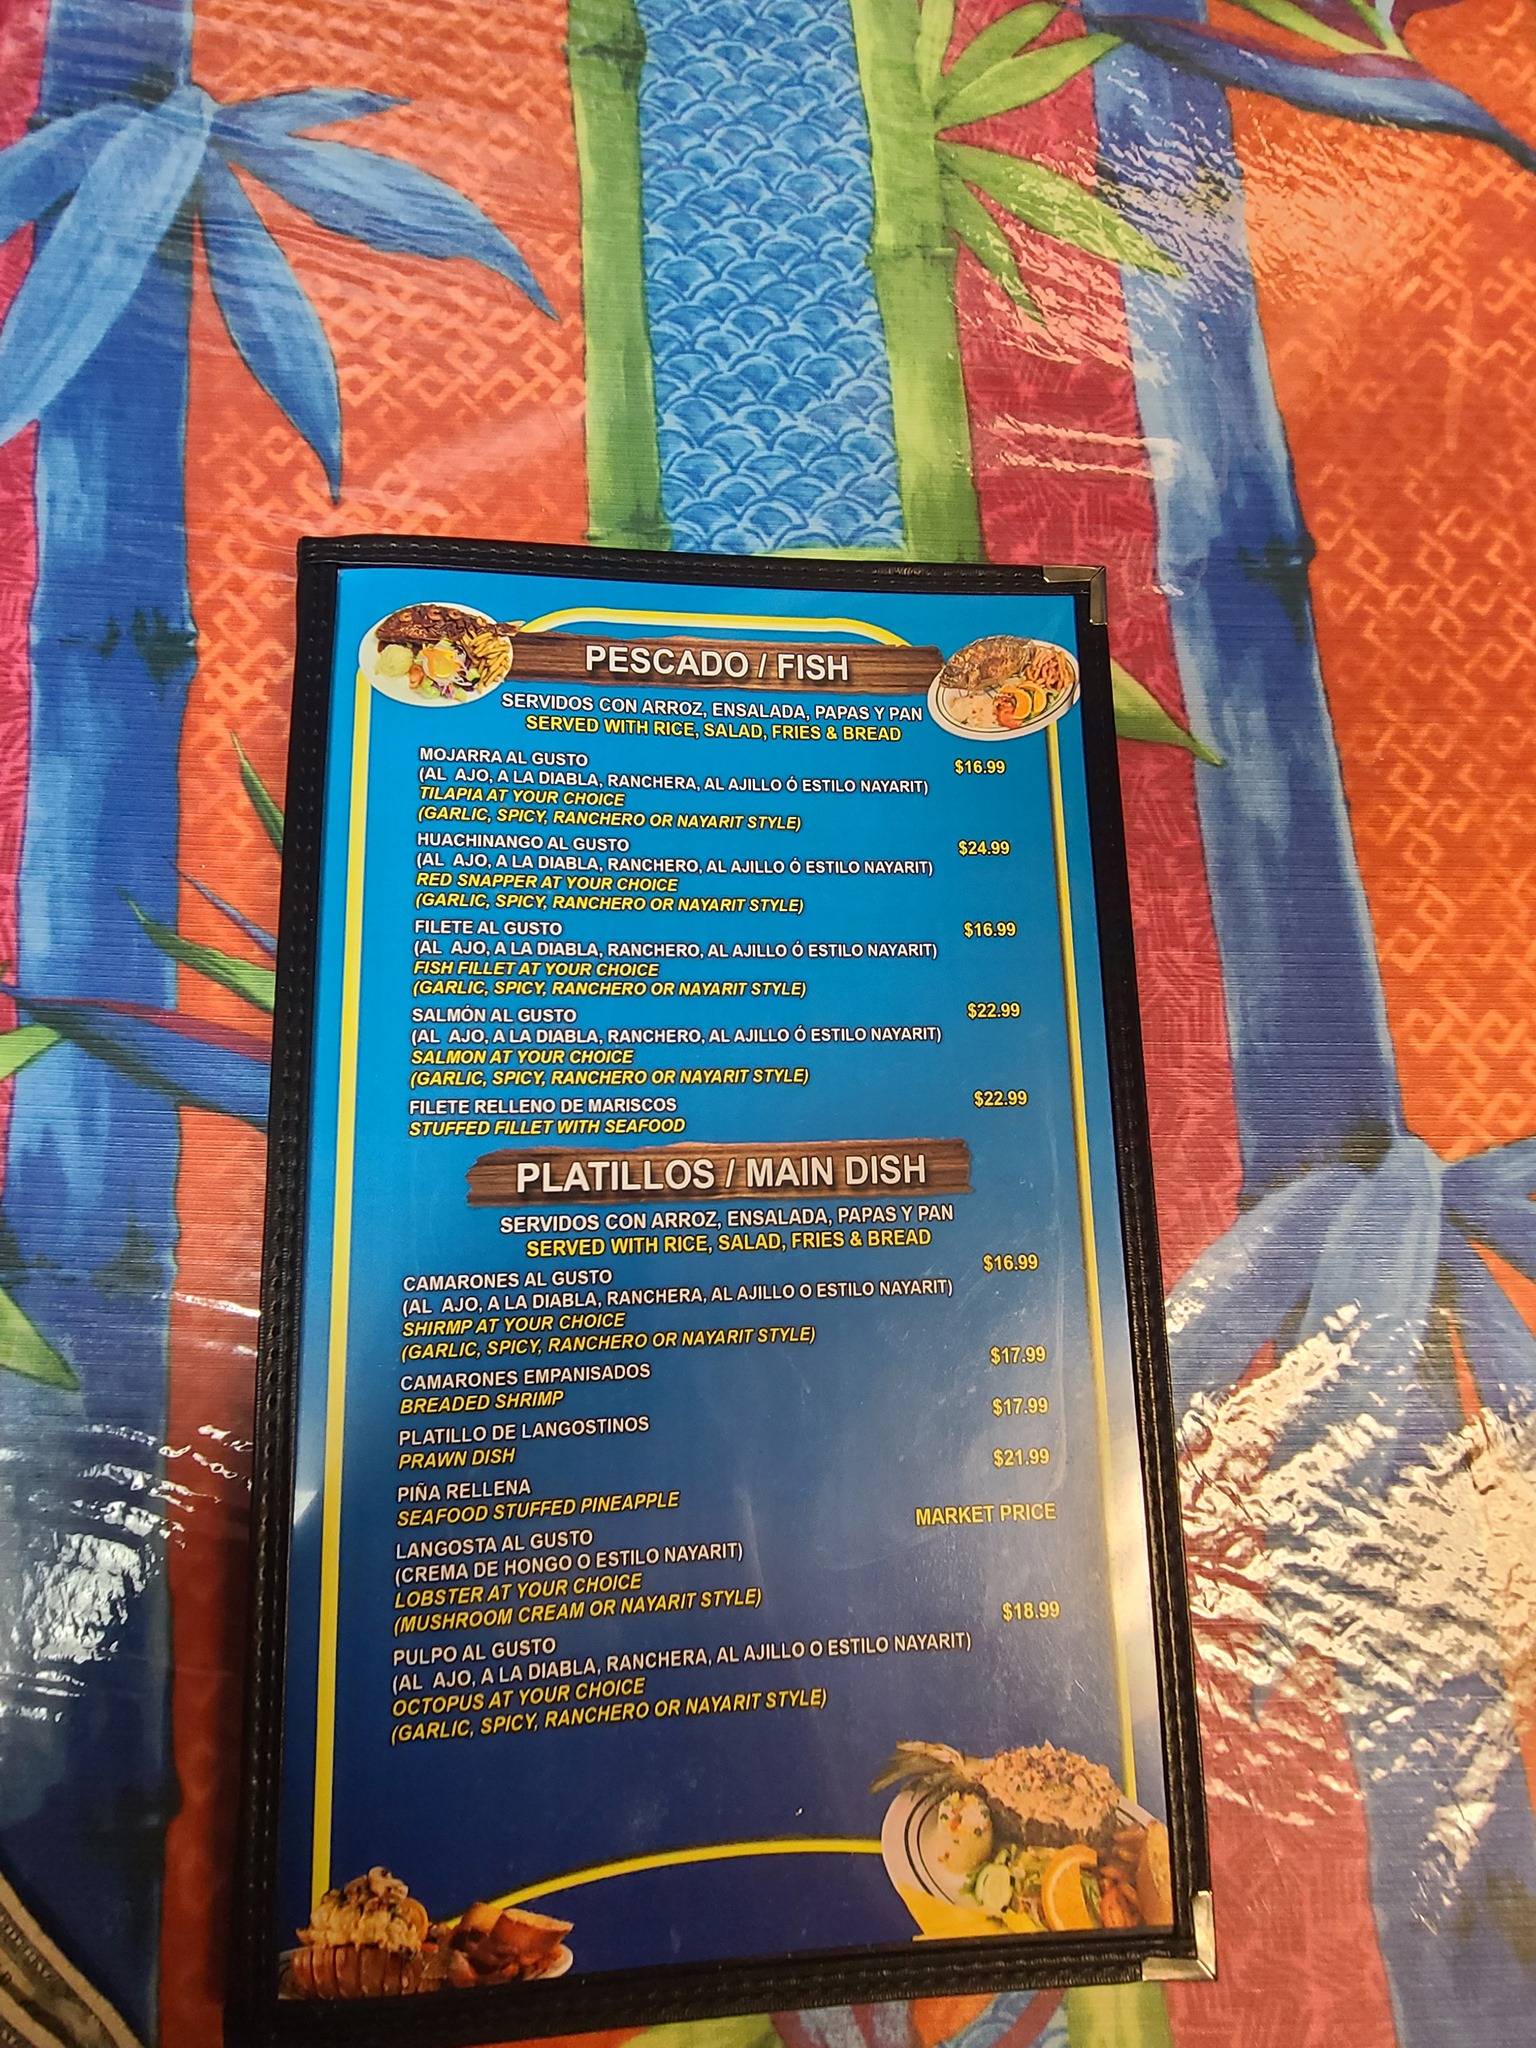 PESCADO / FISH
SERVIDOS CON ARROZ, ENSALADA, PAPAS Y PAN
SERVED WITH RICE, SALAD, FRIES & BREAD
MOJARRA AL GUSTO $16.99
(AL AJO, A LA DIABLA, RANCHERA, AL AJILLO Ó ESTILO NAYARIT)
TILAPIA AT YOUR CHOICE
(GARLIC, SPICY, RANCHERO OR NAYARIT STYLE)
HUACHINANGO AL GUSTO $24.99
(AL AJO, A LA DIABLA, RANCHERO, AL AJILLO Ó ESTILO NAYARIT)
RED SNAPPER AT YOUR CHOICE
(GARLIC, SPICY, RANCHERO OR NAYARIT STYLE)
FILETE AL GUSTO $16.99
(AL AJO, A LA DIABLA, RANCHERO, AL AJILLO Ó ESTILO NAYARIT)
FISH FILLET AT YOUR CHOICE
(GARLIC, SPICY, RANCHERO OR NAYARIT STYLE)
SALMÓN AL GUSTO $22.99
(AL AJO, A LA DIABLA, RANCHERO, AL AJILLO Ó ESTILO NAYARIT)
SALMON AT YOUR CHOICE
(GARLIC, SPICY, RANCHERO OR NAYARIT STYLE)
FILETE RELLENO DE MARISCOS $22.99
STUFFED FILLET WITH SEAFOOD
PLATILLOS / MAIN DISH
SERVIDOS CON ARROZ, ENSALADA, PAPAS Y PAN
SERVED WITH RICE, SALAD, FRIES & BREAD
CAMARONES AL GUSTO $16.99
(AL AJO, A LA DIABLA, RANCHERA, AL AJILLO O ESTILO NAYARIT)
SHIRMP AT YOUR CHOICE
(GARLIC, SPICY, RANCHERO OR NAYARIT STYLE)
CAMARONES EMPANISADOS $17.99
BREADED SHRIMP
PLATILLO DE LANGOSTINOS $17.99
PRAWN DISH
PIÑA RELLENA $21.99
SEAFOOD STUFFED PINEAPPLE
LANGOSTA AL GUSTO MARKET PRICE
(CREMA DE HONGO O ESTILO NAYARIT)
LOBSTER AT YOUR CHOICE
(MUSHROOM CREAM OR NAYARIT STYLE)
PULPO AL GUSTO $18.99
(AL AJO, A LA DIABLA, RANCHERA, AL AJILLO O ESTILO NAYARIT)
OCTOPUS AT YOUR CHOICE
(GARLIC, SPICY, RANCHERO OR NAYARIT STYLE)